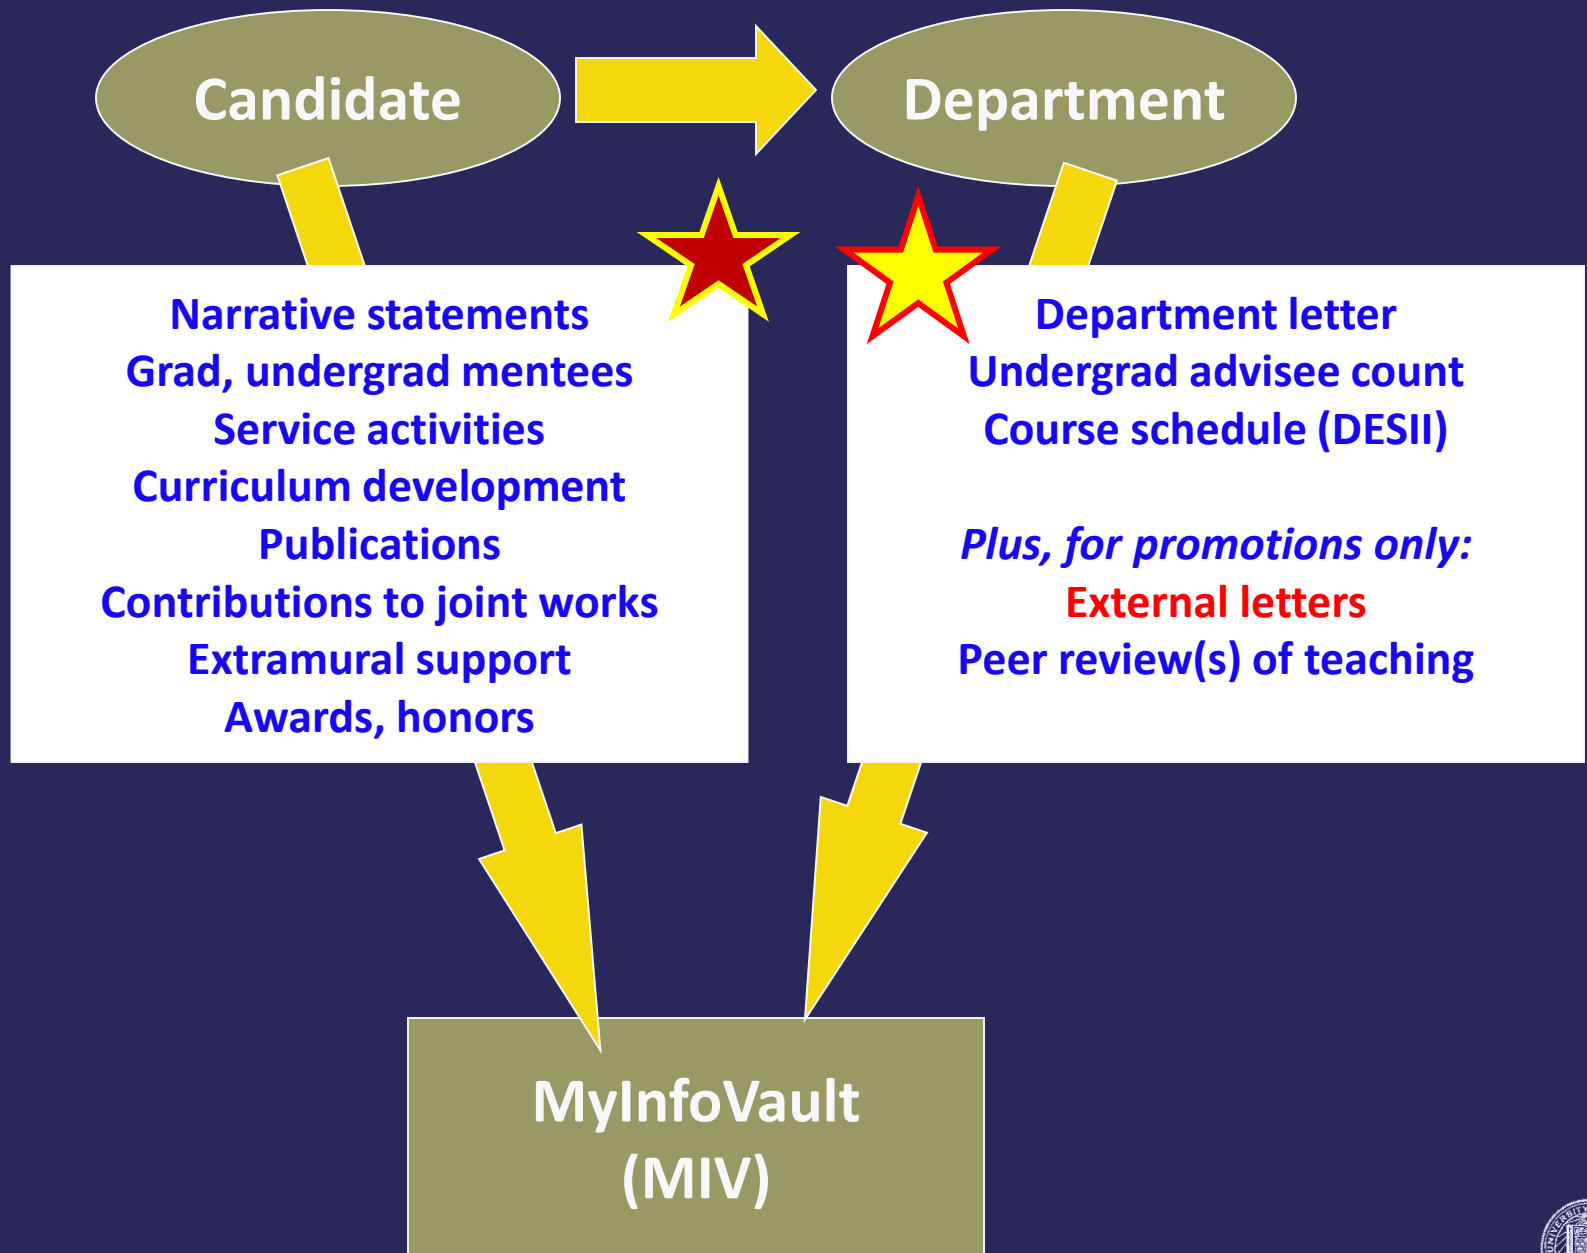 Candidate
Department
Narrative statements
Grad, undergrad mentees
Service activities
Curriculum development
Publications
Contributions to joint works
Extramural support
Awards, honors
Department letter
Undergrad advisee count
Course schedule (DESII)
Plus, for promotions only:
External letters
Peer review(s) of teaching
MyInfoVault
(MIV)